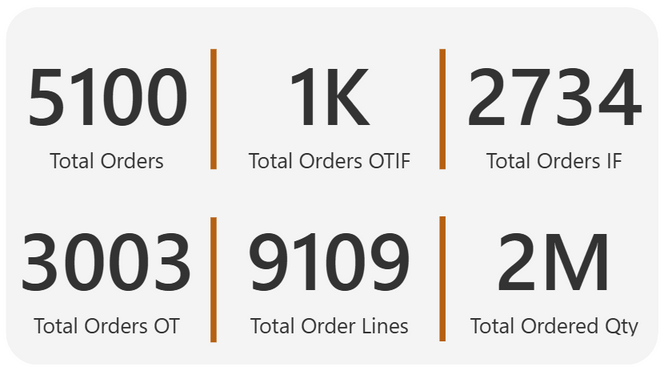 5100 1K 2734
Total Orders Total Orders OTIF Total Orders IF
3003 9109 2M
Total Orders OT Total Order Lines Total Ordered Qty